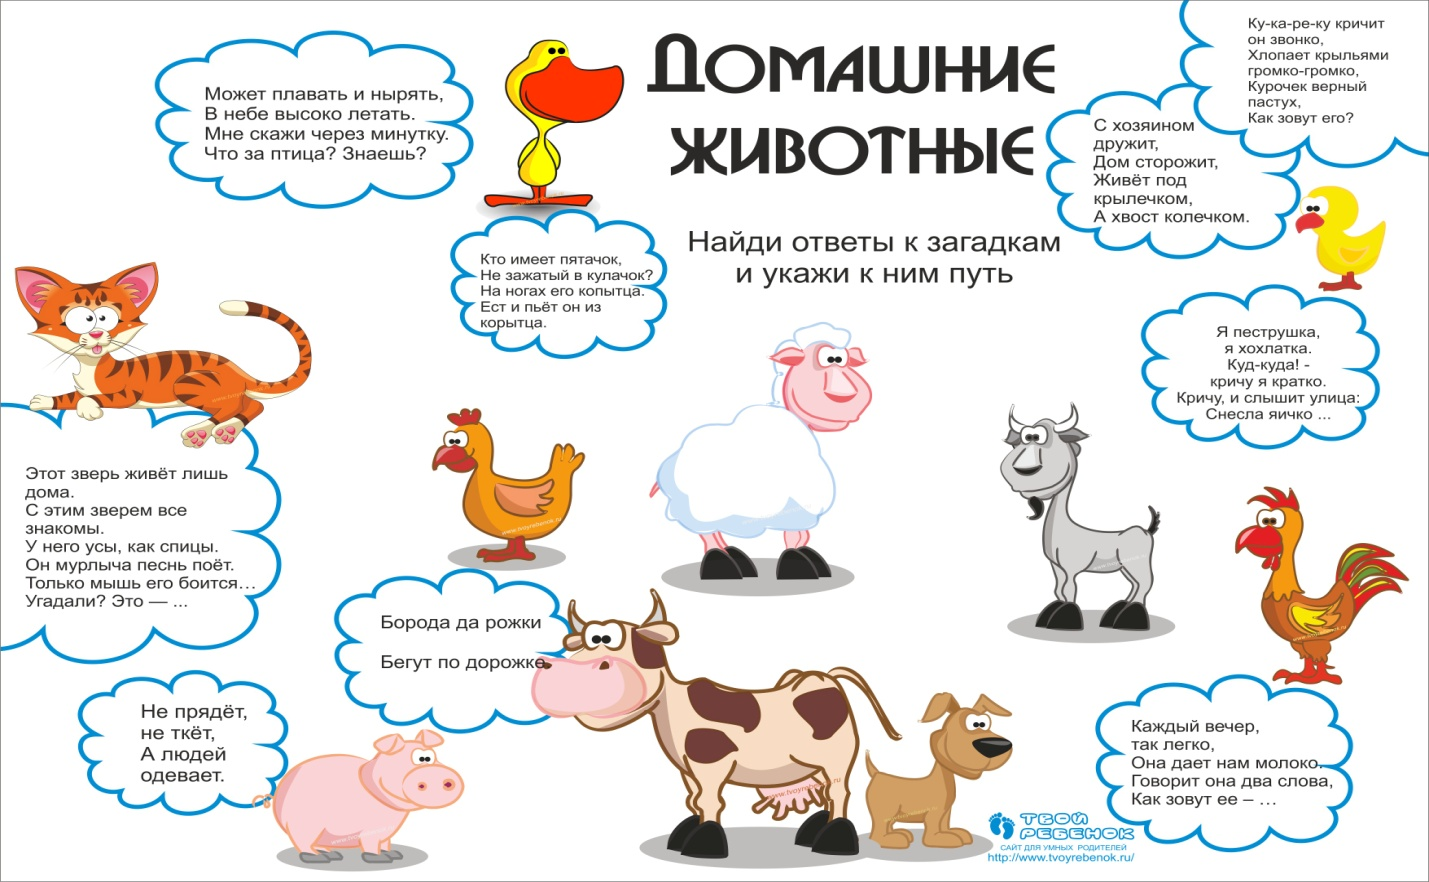 Домашние
животные
Найди ответы к загадкам
и укажи к ним путь
Может плавать и нырять,
В небе высоко летать.
Мне скажи через минутку.
Что за птица? Знаешь?
Кто имеет пятачок,
Не зажатый в кулачок?
На ногах его копытца.
Ест и пьёт он из
корытца.
Ку-ка-ре-ку кричит
он звонко,
Хлопает крыльями
громко-громко,
Курочек верный
пастух,
Как зовут его?
С хозяином
дружит,
Дом сторожит,
Живёт под
крылечком,
А хвост колечком.
Я пеструшка,
я хохлатка.
Куд-куда! -
кричу я кратко.
Кричу, и слышит улица:
Снесла яичко ...
Этот зверь живёт лишь
дома.
С этим зверем все
знакомы.
У него усы, как спицы.
Он мурлыча песнь поёт.
Только мышь его боится…
Угадали? Это — ...
Борода да рожки
Бегут по дорожке.
Не прядёт,
не ткёт,
А людей
одевает.
Каждый вечер,
так легко,
Она дает нам молоко.
Говорит она два слова,
Как зовут ее – …
ТВОЙ
РЕБЕНОК
САЙТ ДЛЯ УМНЫХ РОДИТЕЛЕЙ
http://www.tvoyrebenok.ru/
www.tvoyrebenok.ru